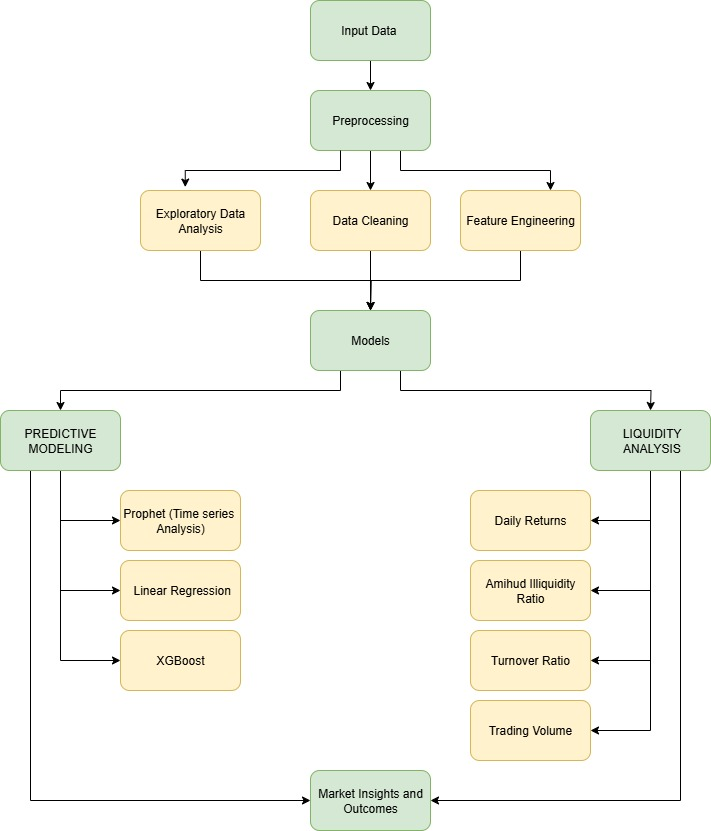 Input Data
Preprocessing
Exploratory Data
Analysis
Data Cleaning
Feature Engineering
Models
PREDICTIVE
MODELING
LIQUIDITY
ANALYSIS
Prophet (Time series
Analysis)
Linear Regression
XGBoost
Daily Returns
Amihud Illiquidity
Ratio
Turnover Ratio
Trading Volume
Market Insights and
Outcomes